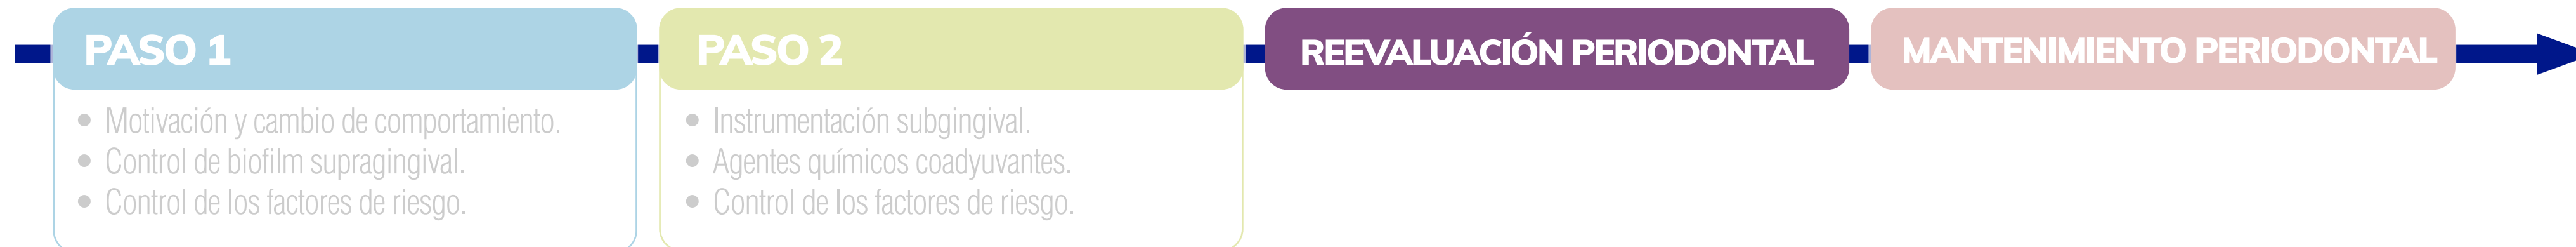 PASO 1
• Motivación y cambio de comportamiento.
• Control de biofilm supragingival.
• Control de los factores de riesgo.
PASO 2
• Instrumentación subgingival.
• Agentes químicos coadyuvantes.
• Control de los factores de riesgo.
REEVALUACIÓN PERIODONTAL
MANTENIMIENTO PERIODONTAL